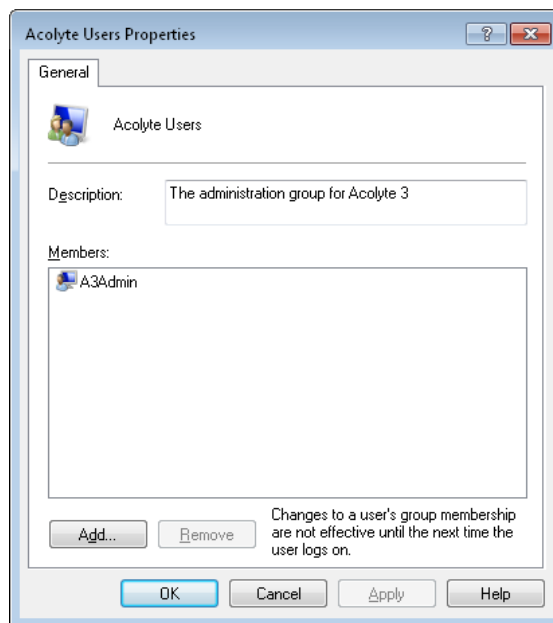 Acolyte Users Properties
?
General
Acolyte Users
Description:
The administration group for Acolyte 3
Members:
A3Admin
Add...
Remove
Changes to a user's group membership
are not effective until the next time the
user logs on.
OK
Cancel
Apply
Help